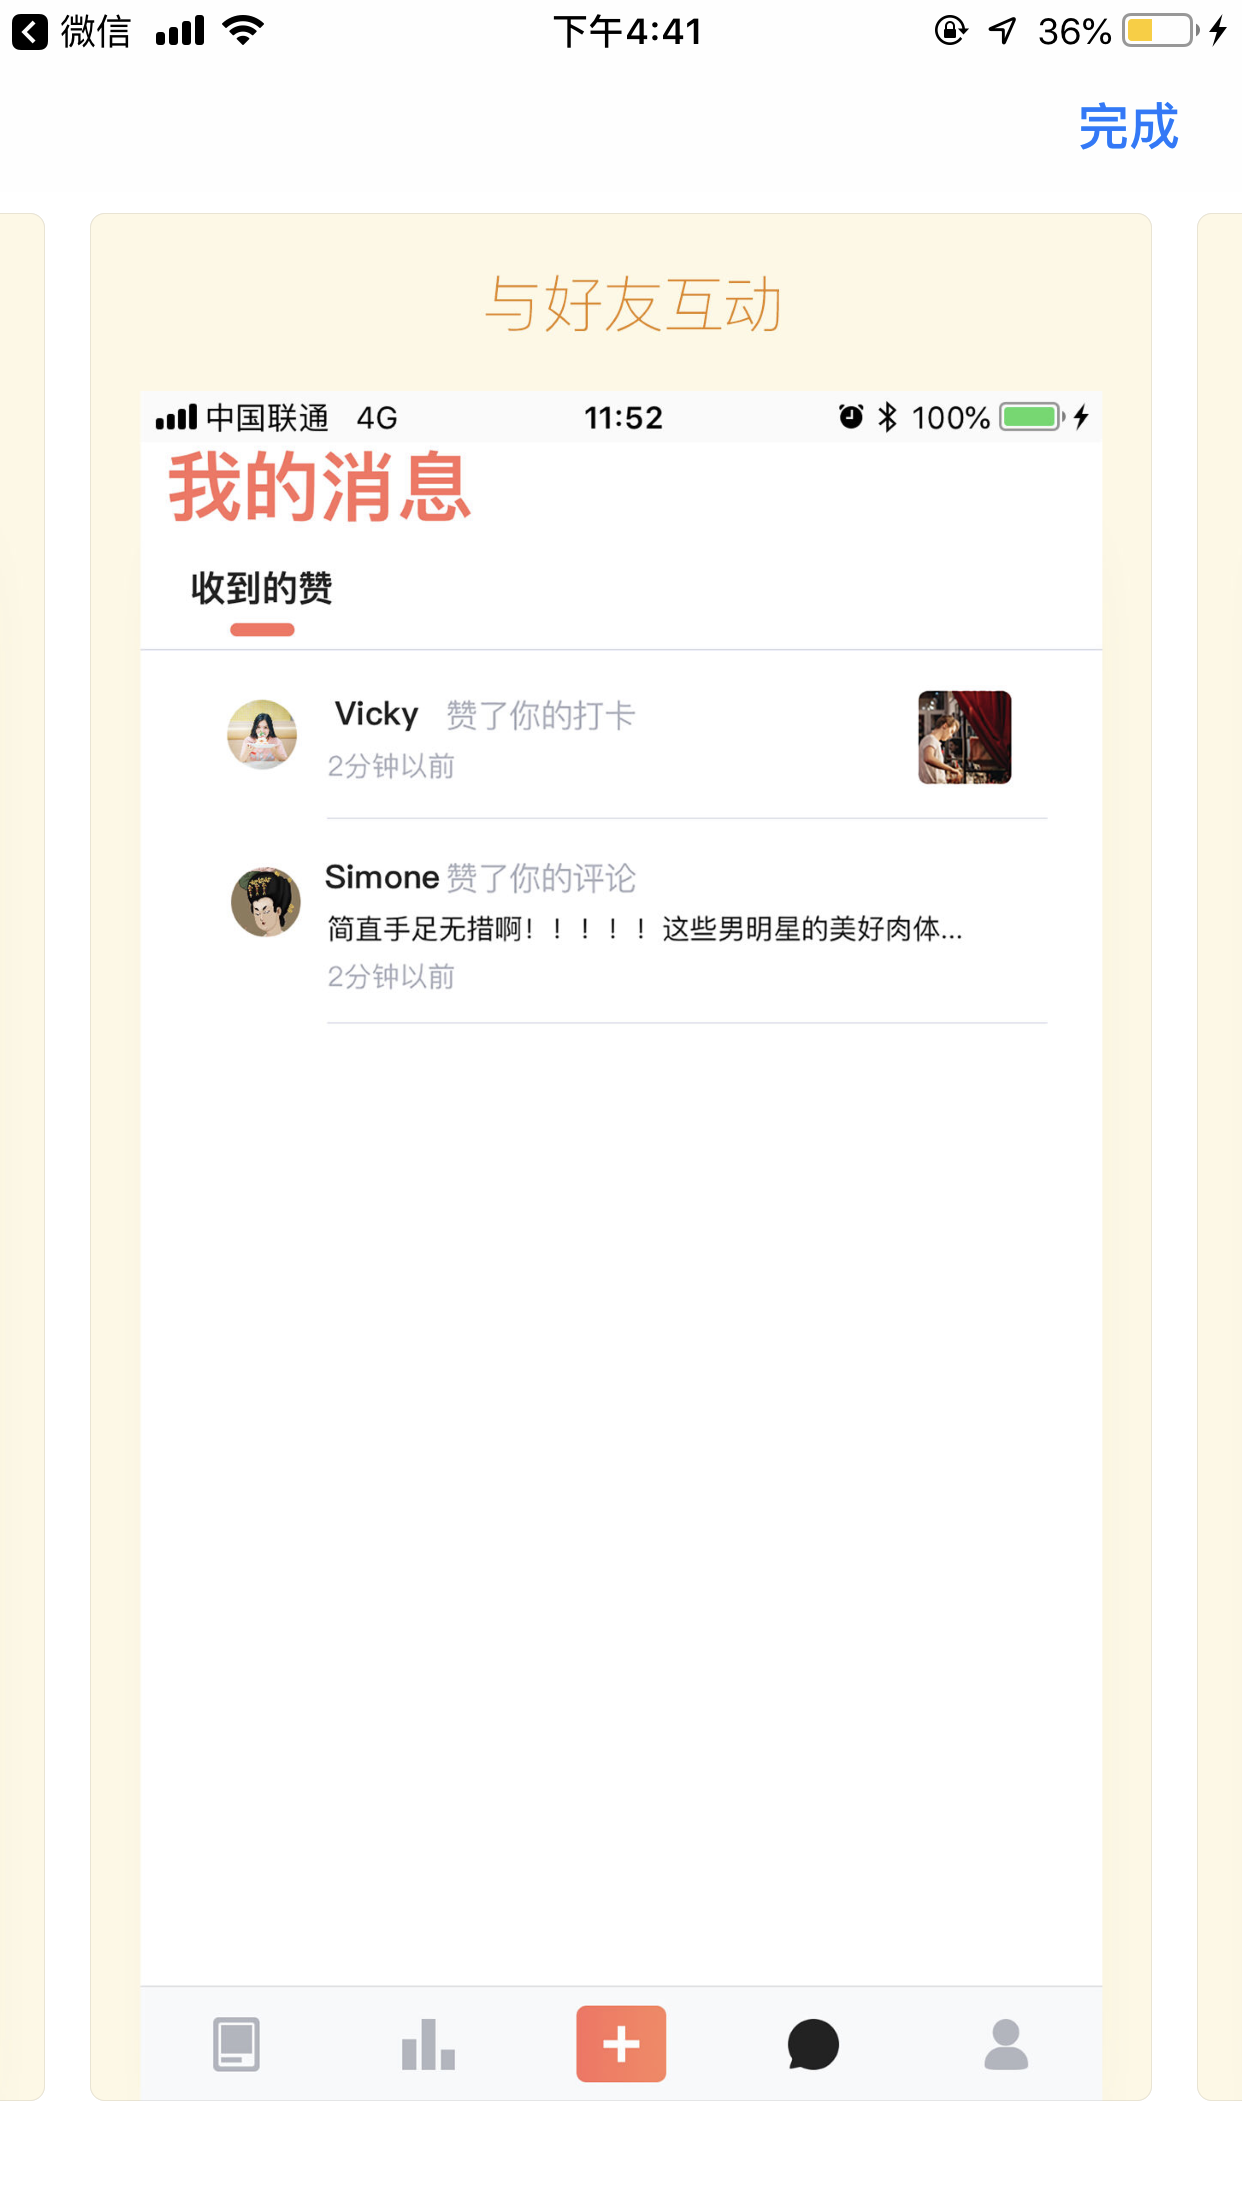 微信 下午4:41 36%
完成
与好友互动
中国联通 4G 11:52 100%
我的消息
收到的赞
Vicky 赞了你的打卡
2分钟以前
Simone 赞了你的评论
简直手足无措啊！！！！！这些男明星的美好肉体...
2分钟以前